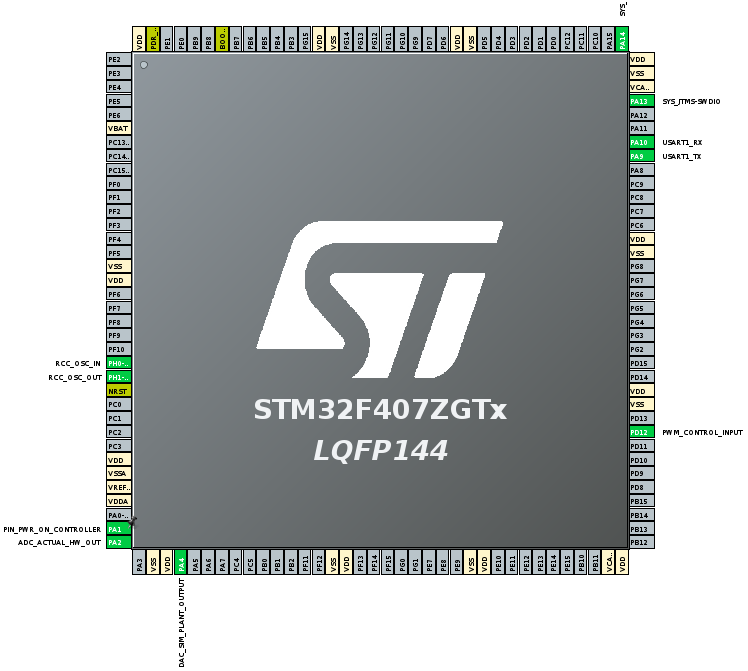 SYS_
VDD
PDR_..
PE1
PE0
PB9
PB8
BOO..
PB7
PB6
PB5
PB4
PB3
PG15
VDD
VSS
PG14
PG13
PG12
PG11
PG10
PG9
PD7
PD6
VDD
VSS
PD5
PD4
PD3
PD2
PD1
PD0
PC12
PC11
PC10
PA15
PA14
PE2
PE3
PE4
PE5
PE6
VBAT
PC13..
PC14..
PC15..
PF0
PF1
PF2
PF3
PF4
PF5
VSS
VDD
PF6
PF7
PF8
PF9
PF10
RCC_OSC_IN PH0-..
RCC_OSC_OUT PH1-..
NRST
PC0
PC1
PC2
PC3
VDD
VSSA
VREF..
VDDA
PA0-..
PIN_PWR_ON_CONTROLLER PA1
ADC_ACTUAL_HW_OUT PA2
ST
STM32F407ZGTx
LQFP144
VDD
VSS
VCA..
PA13 SYS_JTMS-SWDIO
PA12
PA11
PA10 USART1_RX
PA9 USART1_TX
PA8
PC9
PC8
PC7
PC6
VDD
VSS
PG8
PG7
PG6
PG5
PG4
PG3
PG2
PD15
PD14
VDD
VSS
PD13
PD12 PWM_CONTROL_INPUT
PD11
PD10
PD9
PD8
PB15
PB14
PB13
PB12
PA3
VSS
VDD
PA4
PA5
PA6
PA7
PC4
PC5
PB0
PB1
PB2
PF11
PF12
VSS
VDD
PF13
PF14
PF15
PG0
PG1
PE7
PE8
PE9
VSS
VDD
PE10
PE11
PE12
PE13
PE14
PE15
PB10
PB11
VCA..
VDD
DAC_SIM_PLANT_OUTPUT